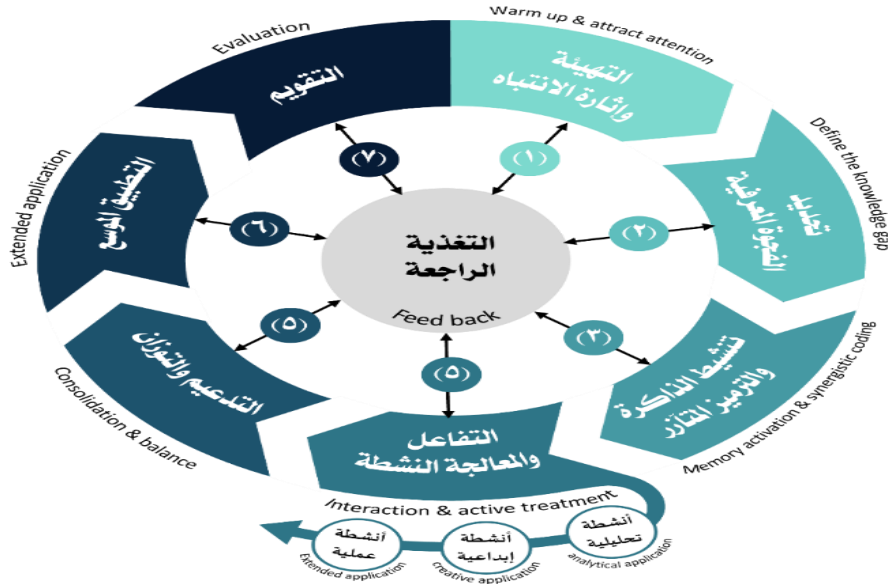 Warm up & attract attention
التهيئة
وإثارة الانتباه
(١)
Define the knowledge gap
تحديد
الفجوة المعرفية
(٢)
Memory activation & synergistic coding
تنشيط الذاكرة
والترميز المتآزر
(٣)
التفاعل
والمعالجة النشطة
(٥)
Interaction & active treatment
أنشطة
تحليلية
analytical application
أنشطة
إبداعية
creative application
أنشطة
عملية
Extended application
Consolidation & balance
التدعيم والتوزان
(٥)
Extended application
التطبيق الموسع
(٦)
Evaluation
التقويم
(٧)
التغذية
الراجعة
Feed back